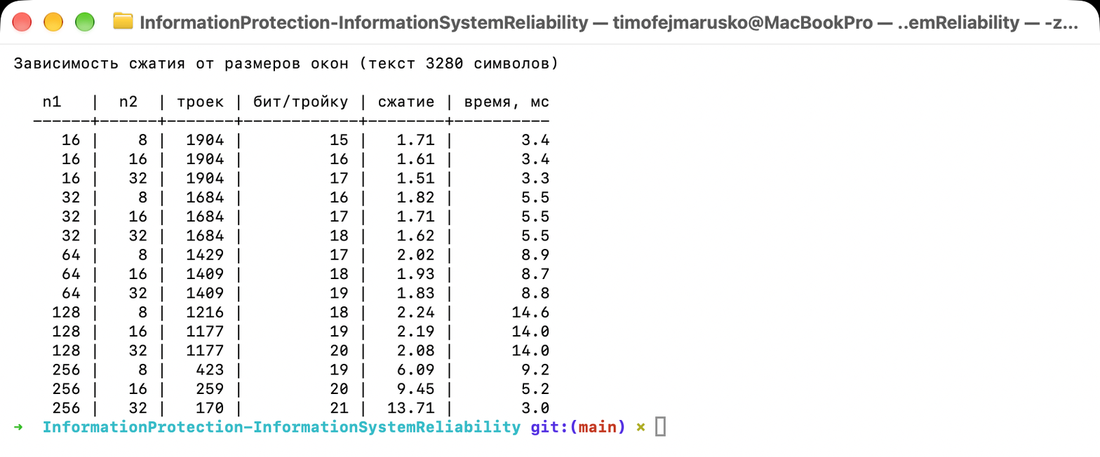 InformationProtection-InformationSystemReliability — timofejmarusko@MacBookPro — ..emReliability — -z...
Зависимость сжатия от размеров окон (текст 3280 символов)
n1 | n2 | троек | бит/тройку | сжатие | время, мс
------+------+-------+------------+--------+----------
16 | 8 | 1904 | 15 | 1.71 | 3.4
16 | 16 | 1904 | 16 | 1.61 | 3.4
16 | 32 | 1904 | 17 | 1.51 | 3.3
32 | 8 | 1684 | 16 | 1.82 | 5.5
32 | 16 | 1684 | 17 | 1.71 | 5.5
32 | 32 | 1684 | 18 | 1.62 | 5.5
64 | 8 | 1429 | 17 | 2.02 | 8.9
64 | 16 | 1409 | 18 | 1.93 | 8.7
64 | 32 | 1409 | 19 | 1.83 | 8.8
128 | 8 | 1216 | 18 | 2.24 | 14.6
128 | 16 | 1177 | 19 | 2.19 | 14.0
128 | 32 | 1177 | 20 | 2.08 | 14.0
256 | 8 | 423 | 19 | 6.09 | 9.2
256 | 16 | 259 | 20 | 9.45 | 5.2
256 | 32 | 170 | 21 | 13.71 | 3.0
➜ InformationProtection-InformationSystemReliability git:(main) ×